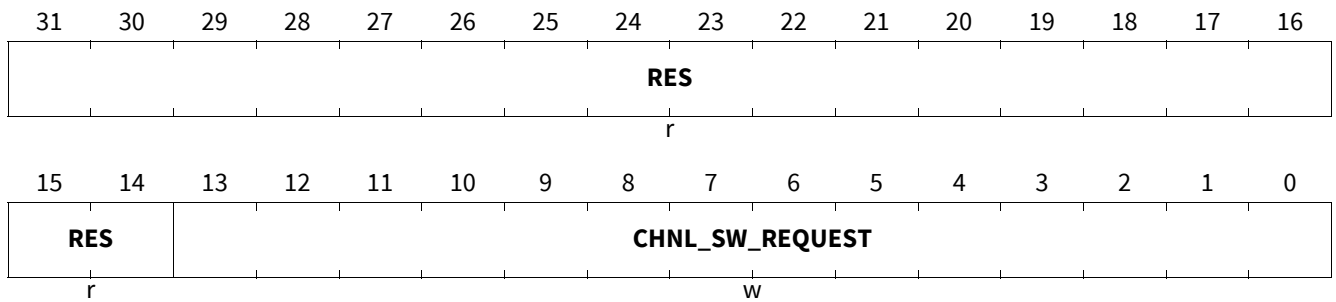 31 30 29 28 27 26 25 24 23 22 21 20 19 18 17 16
RES
r
15 14 13 12 11 10 9 8 7 6 5 4 3 2 1 0
RES CHNL_SW_REQUEST
r w